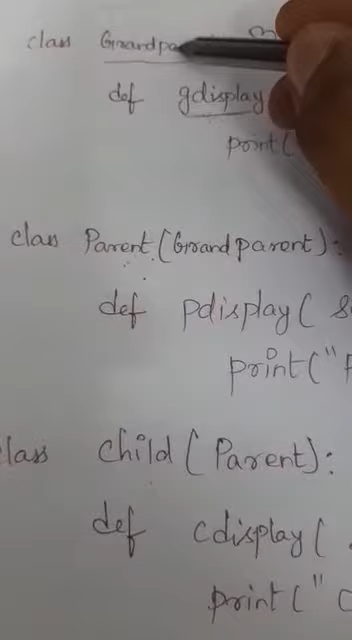 class Grandpa
def gdisplay
print(
class Parent(Grandparent):
def pdisplay(
print("P
class Child(Parent):
def cdisplay(
print("C